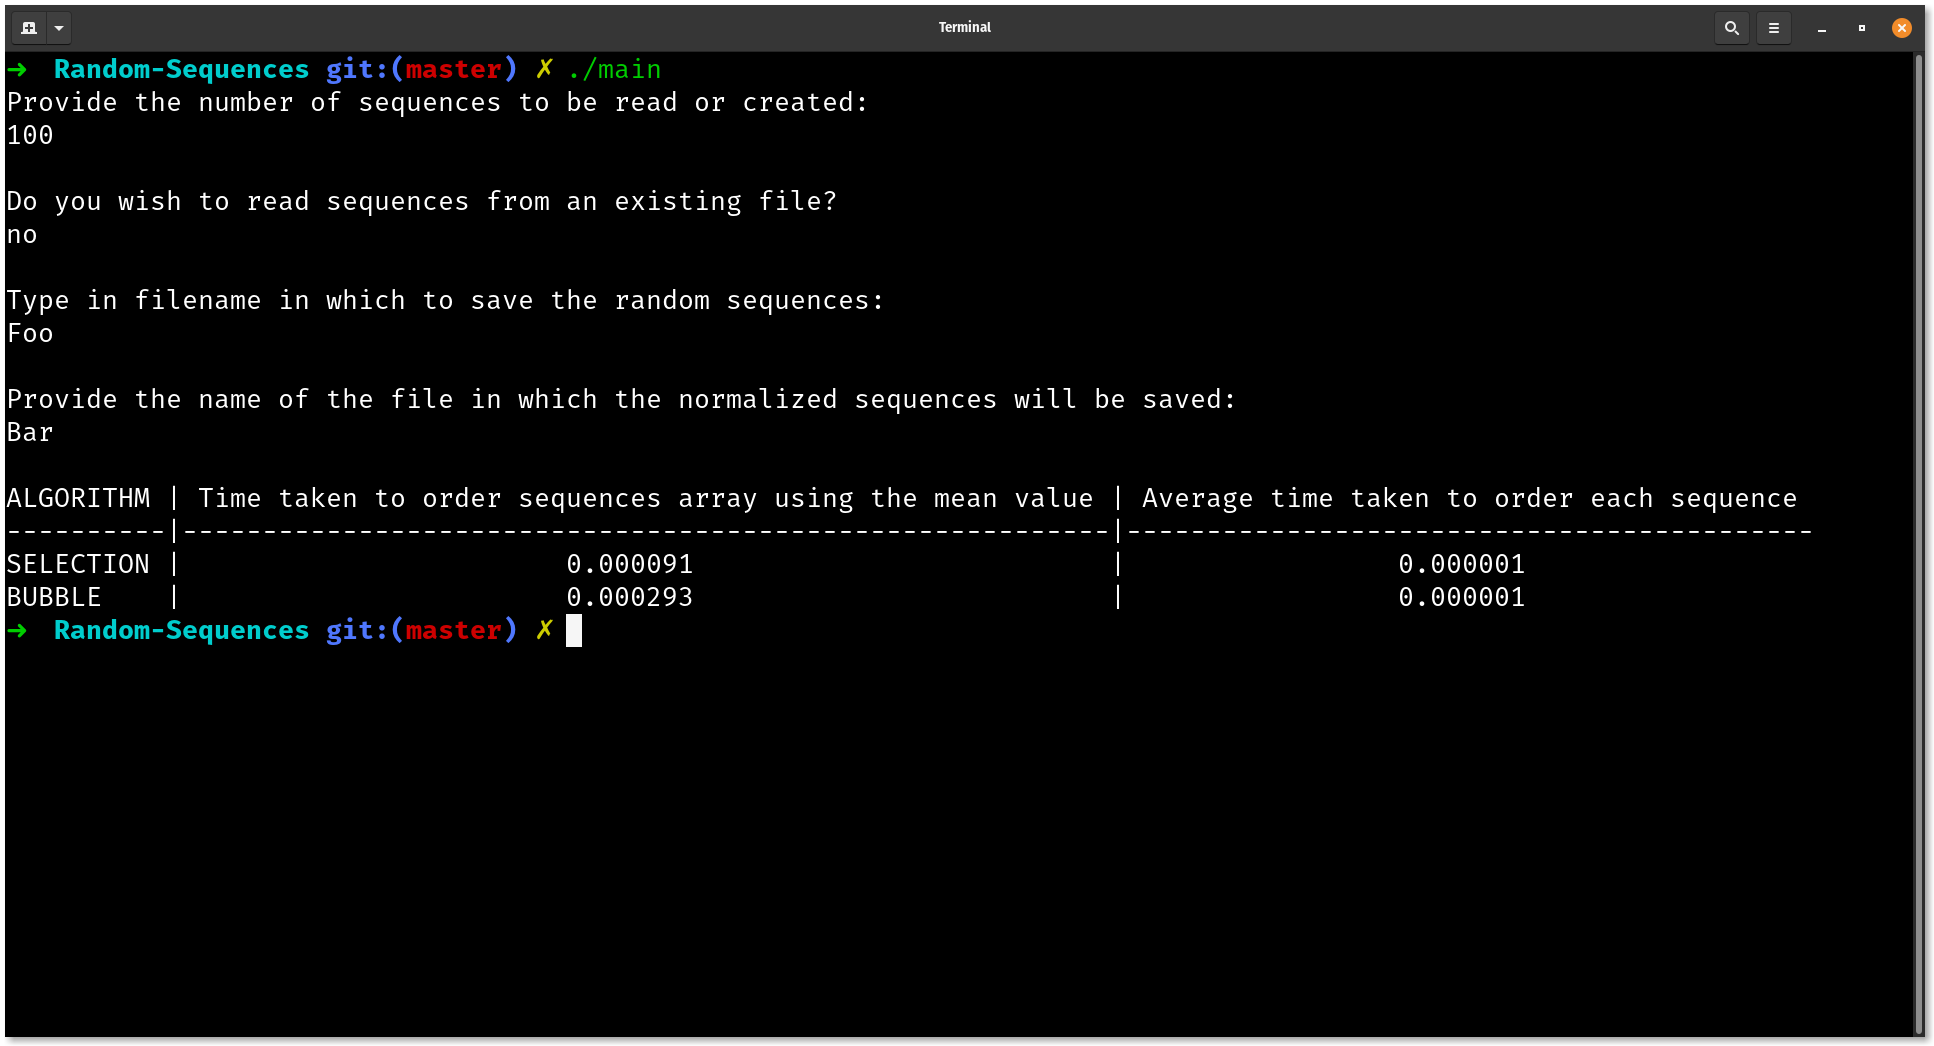 Terminal
➜  Random-Sequences git:(master) ✗ ./main
Provide the number of sequences to be read or created:
100
Do you wish to read sequences from an existing file?
no
Type in filename in which to save the random sequences:
Foo
Provide the name of the file in which the normalized sequences will be saved:
Bar
ALGORITHM | Time taken to order sequences array using the mean value | Average time taken to order each sequence
----------|----------------------------------------------------------|-------------------------------------------
SELECTION |                        0.000091                          |                 0.000001
BUBBLE    |                        0.000293                          |                 0.000001
➜  Random-Sequences git:(master) ✗